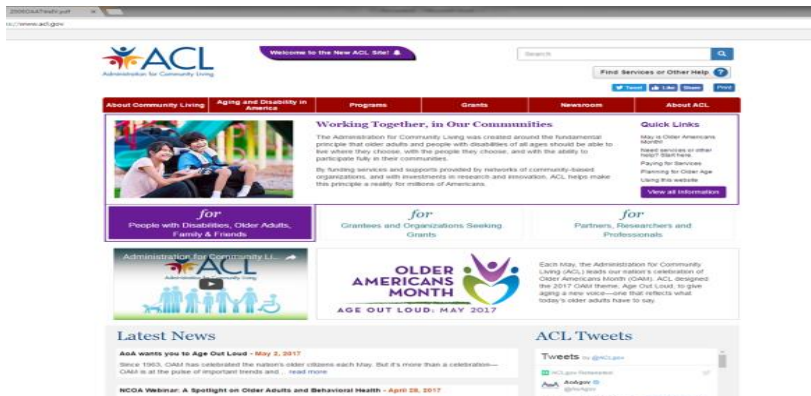 www.acl.gov
ACL
Administration for Community Living
Welcome to the New ACL Site!
Search
Find Services or Other Help
Tweet Like Share Print
About Community Living
Aging and Disability in America
Programs
Grants
Newsroom
About ACL
Working Together, in Our Communities
The Administration for Community Living was created around the fundamental
principle that older adults and people with disabilities of all ages should be able to
live where they choose, with the people they choose, and with the ability to
participate fully in their communities.
By funding services and supports provided by networks of community-based
organizations, and with investments in research and innovation, ACL helps make
this principle a reality for millions of Americans.
Quick Links
May is Older Americans
Month!
Need services or other
help? Start here.
Paying for Services
Planning for Older Age
Using this website
View all Information
for
People with Disabilities, Older Adults,
Family & Friends
for
Grantees and Organizations Seeking
Grants
for
Partners, Researchers and
Professionals
Administration for Community Li...
ACL
OLDER
AMERICANS
MONTH
AGE OUT LOUD: MAY 2017
Each May, the Administration for Community
Living (ACL) leads our nation's celebration of
Older Americans Month (OAM). ACL designed
the 2017 OAM theme, Age Out Loud, to give
aging a new voice—one that reflects what
today's older adults have to say.
Latest News
AoA wants you to Age Out Loud - May 2, 2017
Since 1963, OAM has celebrated the nation's older citizens each May. But it's more than a celebration—
OAM is at the pulse of important trends and ... read more
NCOA Webinar: A Spotlight on Older Adults and Behavioral Health - April 28, 2017
ACL Tweets
Tweets by @ACLgov
ACLgov Retweeted
AoA AoAgov
@AoAgov